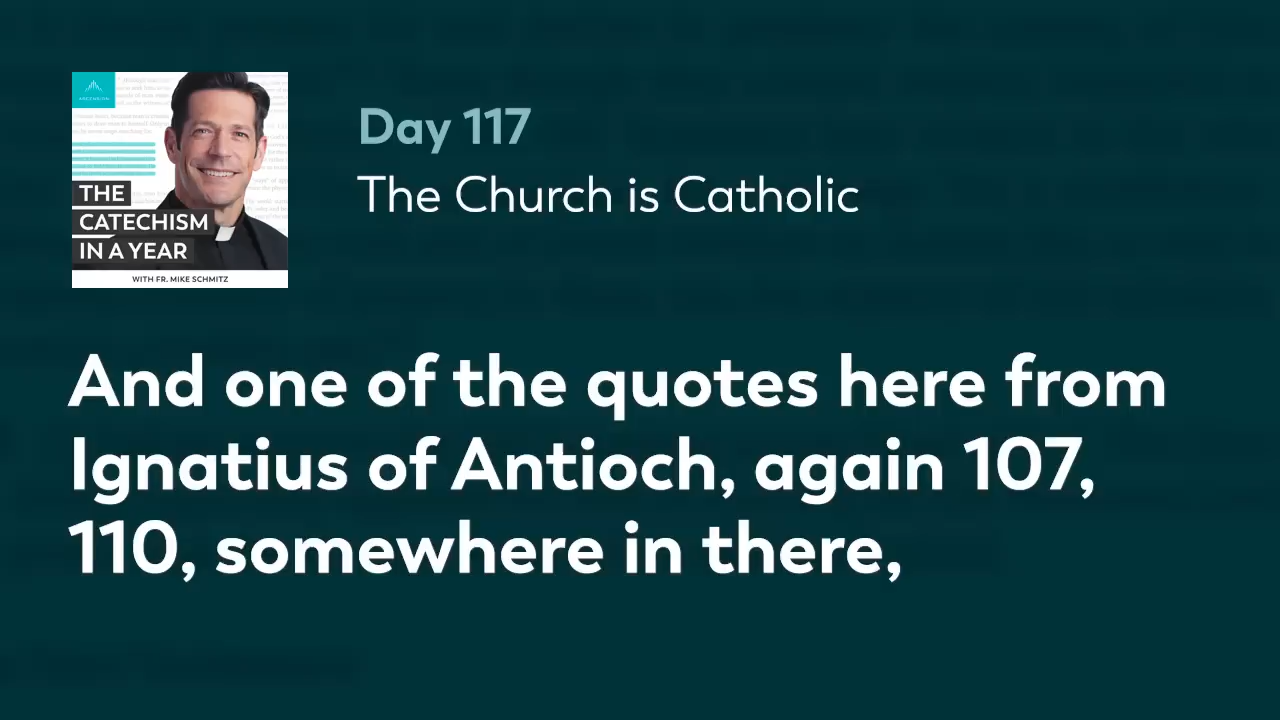 ASCENSION
THE
CATECHISM
IN A YEAR
WITH FR. MIKE SCHMITZ
Day 117
The Church is Catholic
And one of the quotes here from
Ignatius of Antioch, again 107,
110, somewhere in there,